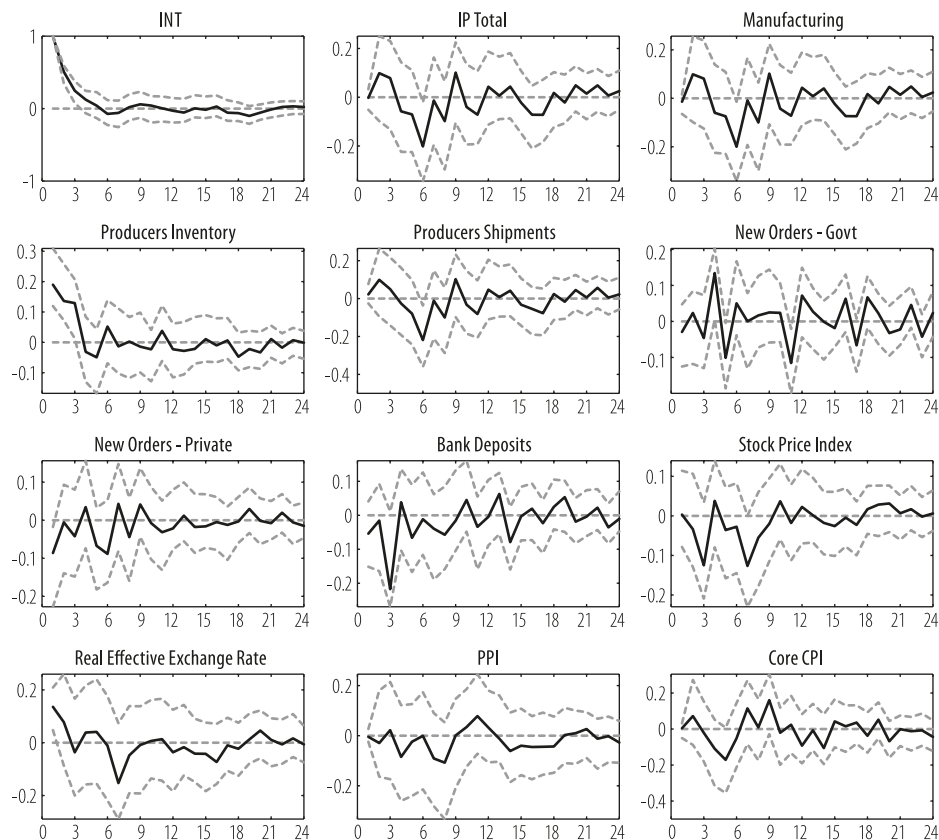 INT
IP Total
Manufacturing
1
0
−1
0 3 6 9 12 15 18 21 24
0.2
0
−0.2
0 3 6 9 12 15 18 21 24
0.2
0
−0.2
0 3 6 9 12 15 18 21 24
Producers Inventory
Producers Shipments
New Orders - Govt
0.3
0.2
0.1
0
−0.1
0 3 6 9 12 15 18 21 24
0.2
0
−0.2
−0.4
0 3 6 9 12 15 18 21 24
0.2
0.1
0
−0.1
0 3 6 9 12 15 18 21 24
New Orders - Private
Bank Deposits
Stock Price Index
0.1
0
−0.1
−0.2
0 3 6 9 12 15 18 21 24
0.1
0
−0.1
−0.2
0 3 6 9 12 15 18 21 24
0.1
0
−0.1
−0.2
0 3 6 9 12 15 18 21 24
Real Effective Exchange Rate
PPI
Core CPI
0.2
0
−0.2
0 3 6 9 12 15 18 21 24
0.2
0
−0.2
0 3 6 9 12 15 18 21 24
0.2
0
−0.2
−0.4
0 3 6 9 12 15 18 21 24